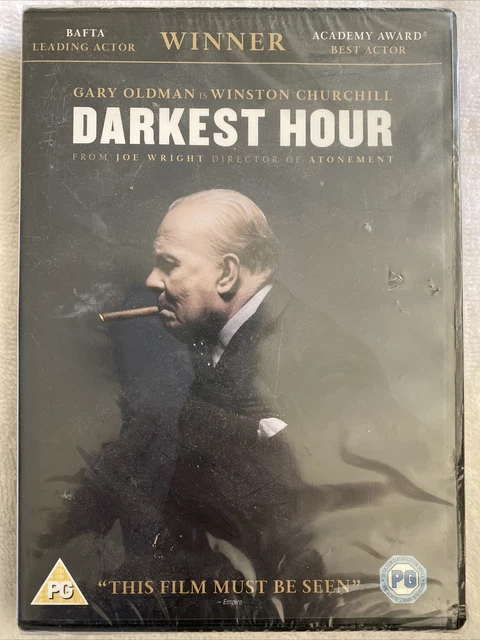 BAFTA
LEADING ACTOR
WINNER
ACADEMY AWARD®
BEST ACTOR
GARY OLDMAN IS WINSTON CHURCHILL
DARKEST HOUR
FROM JOE WRIGHT DIRECTOR OF ATONEMENT
PG
“THIS FILM MUST BE SEEN”
– Empire
PG